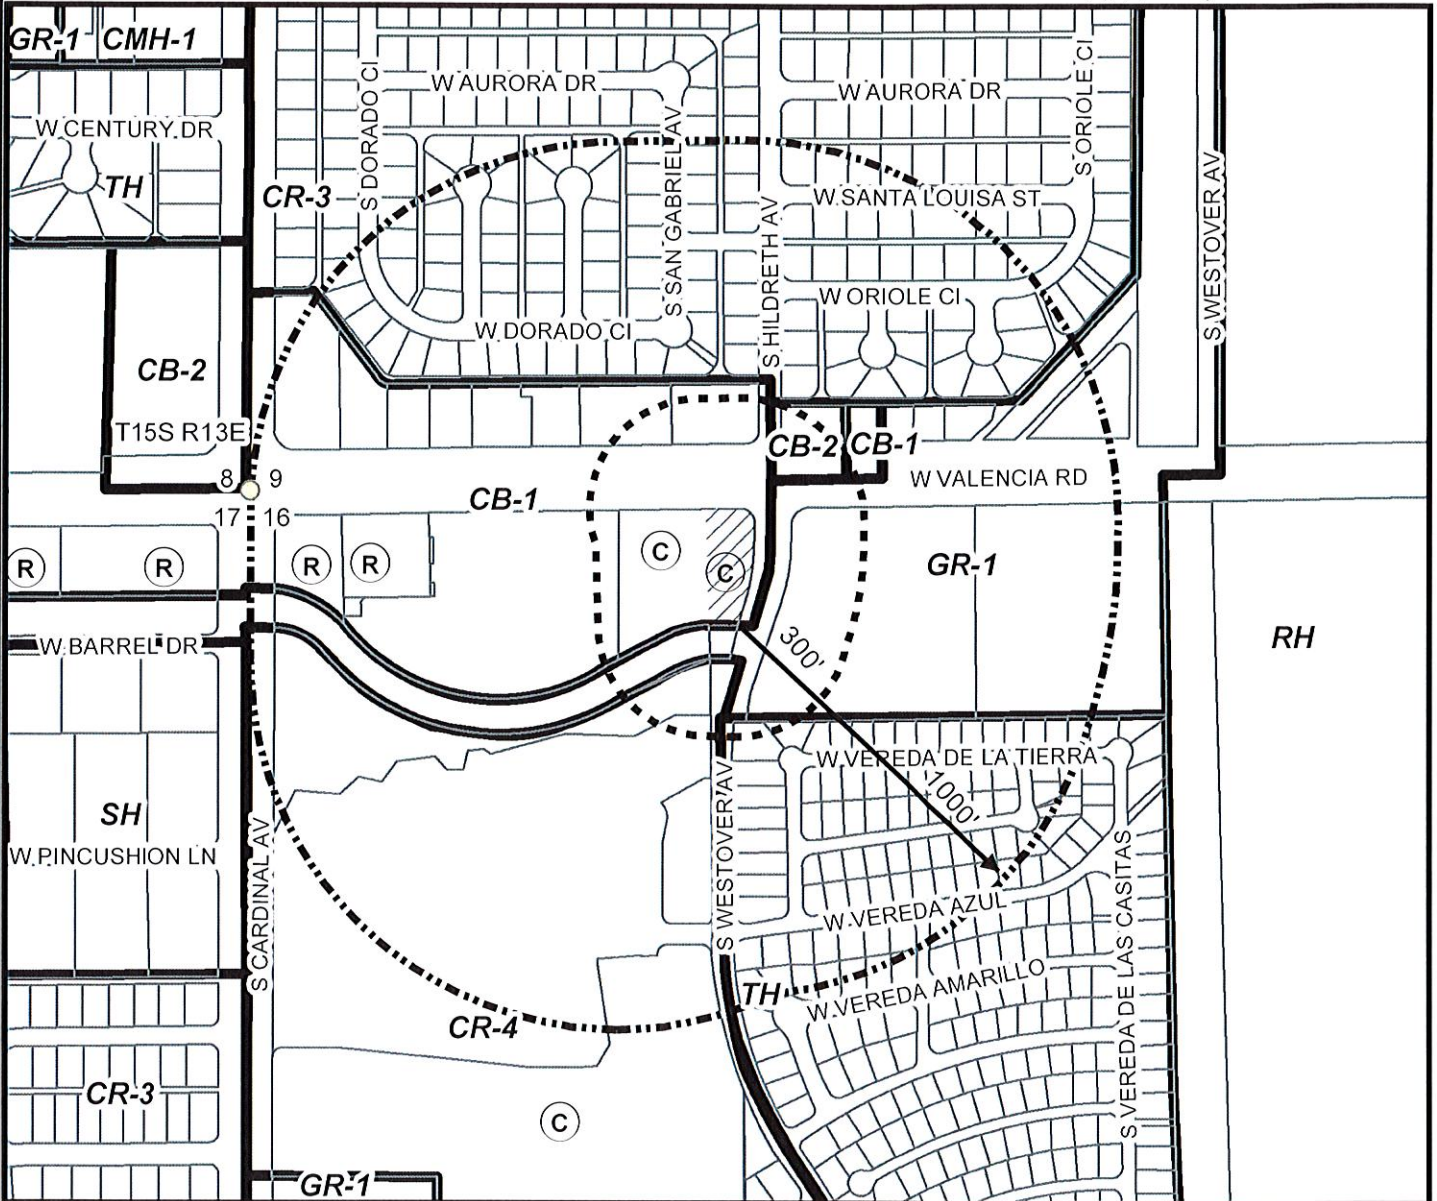 GR-1
CMH-1
W CENTURY DR
TH
CR-3
S DORADO CI
W AURORA DR
S SAN GABRIEL AV
W AURORA DR
S ORIOLE CI
W SANTA LOUISA ST
S HILDRETH AV
W ORIOLE CI
W DORADO CI
S WESTOVER AV
CB-2
T15S R13E
8
9
17
16
CB-1
CB-2
CB-1
W VALENCIA RD
R
R
R
R
C
C
GR-1
RH
W BARREL DR
300'
SH
W PINCUSHION LN
S CARDINAL AV
S WESTOVER AV
W VEREDA DE LA TIERRA
1000'
W VEREDA AZUL
W VEREDA AMARILLO
S VEREDA DE LAS CASITAS
TH
CR-4
CR-3
C
GR-1